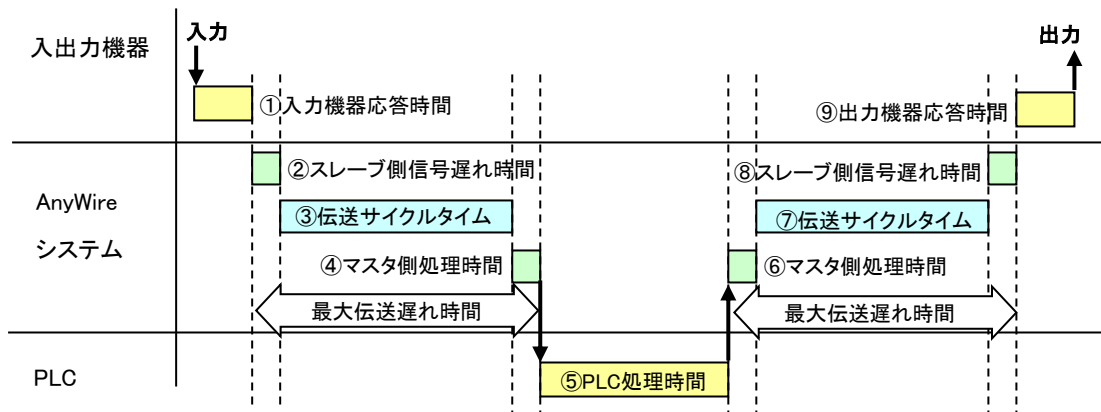 入力
出力
入出力機器
①入力機器応答時間
⑨出力機器応答時間
②スレーブ側信号遅れ時間
⑧スレーブ側信号遅れ時間
AnyWire
システム
③伝送サイクルタイム
⑦伝送サイクルタイム
④マスタ側処理時間
⑥マスタ側処理時間
最大伝送遅れ時間
最大伝送遅れ時間
PLC
⑤PLC処理時間